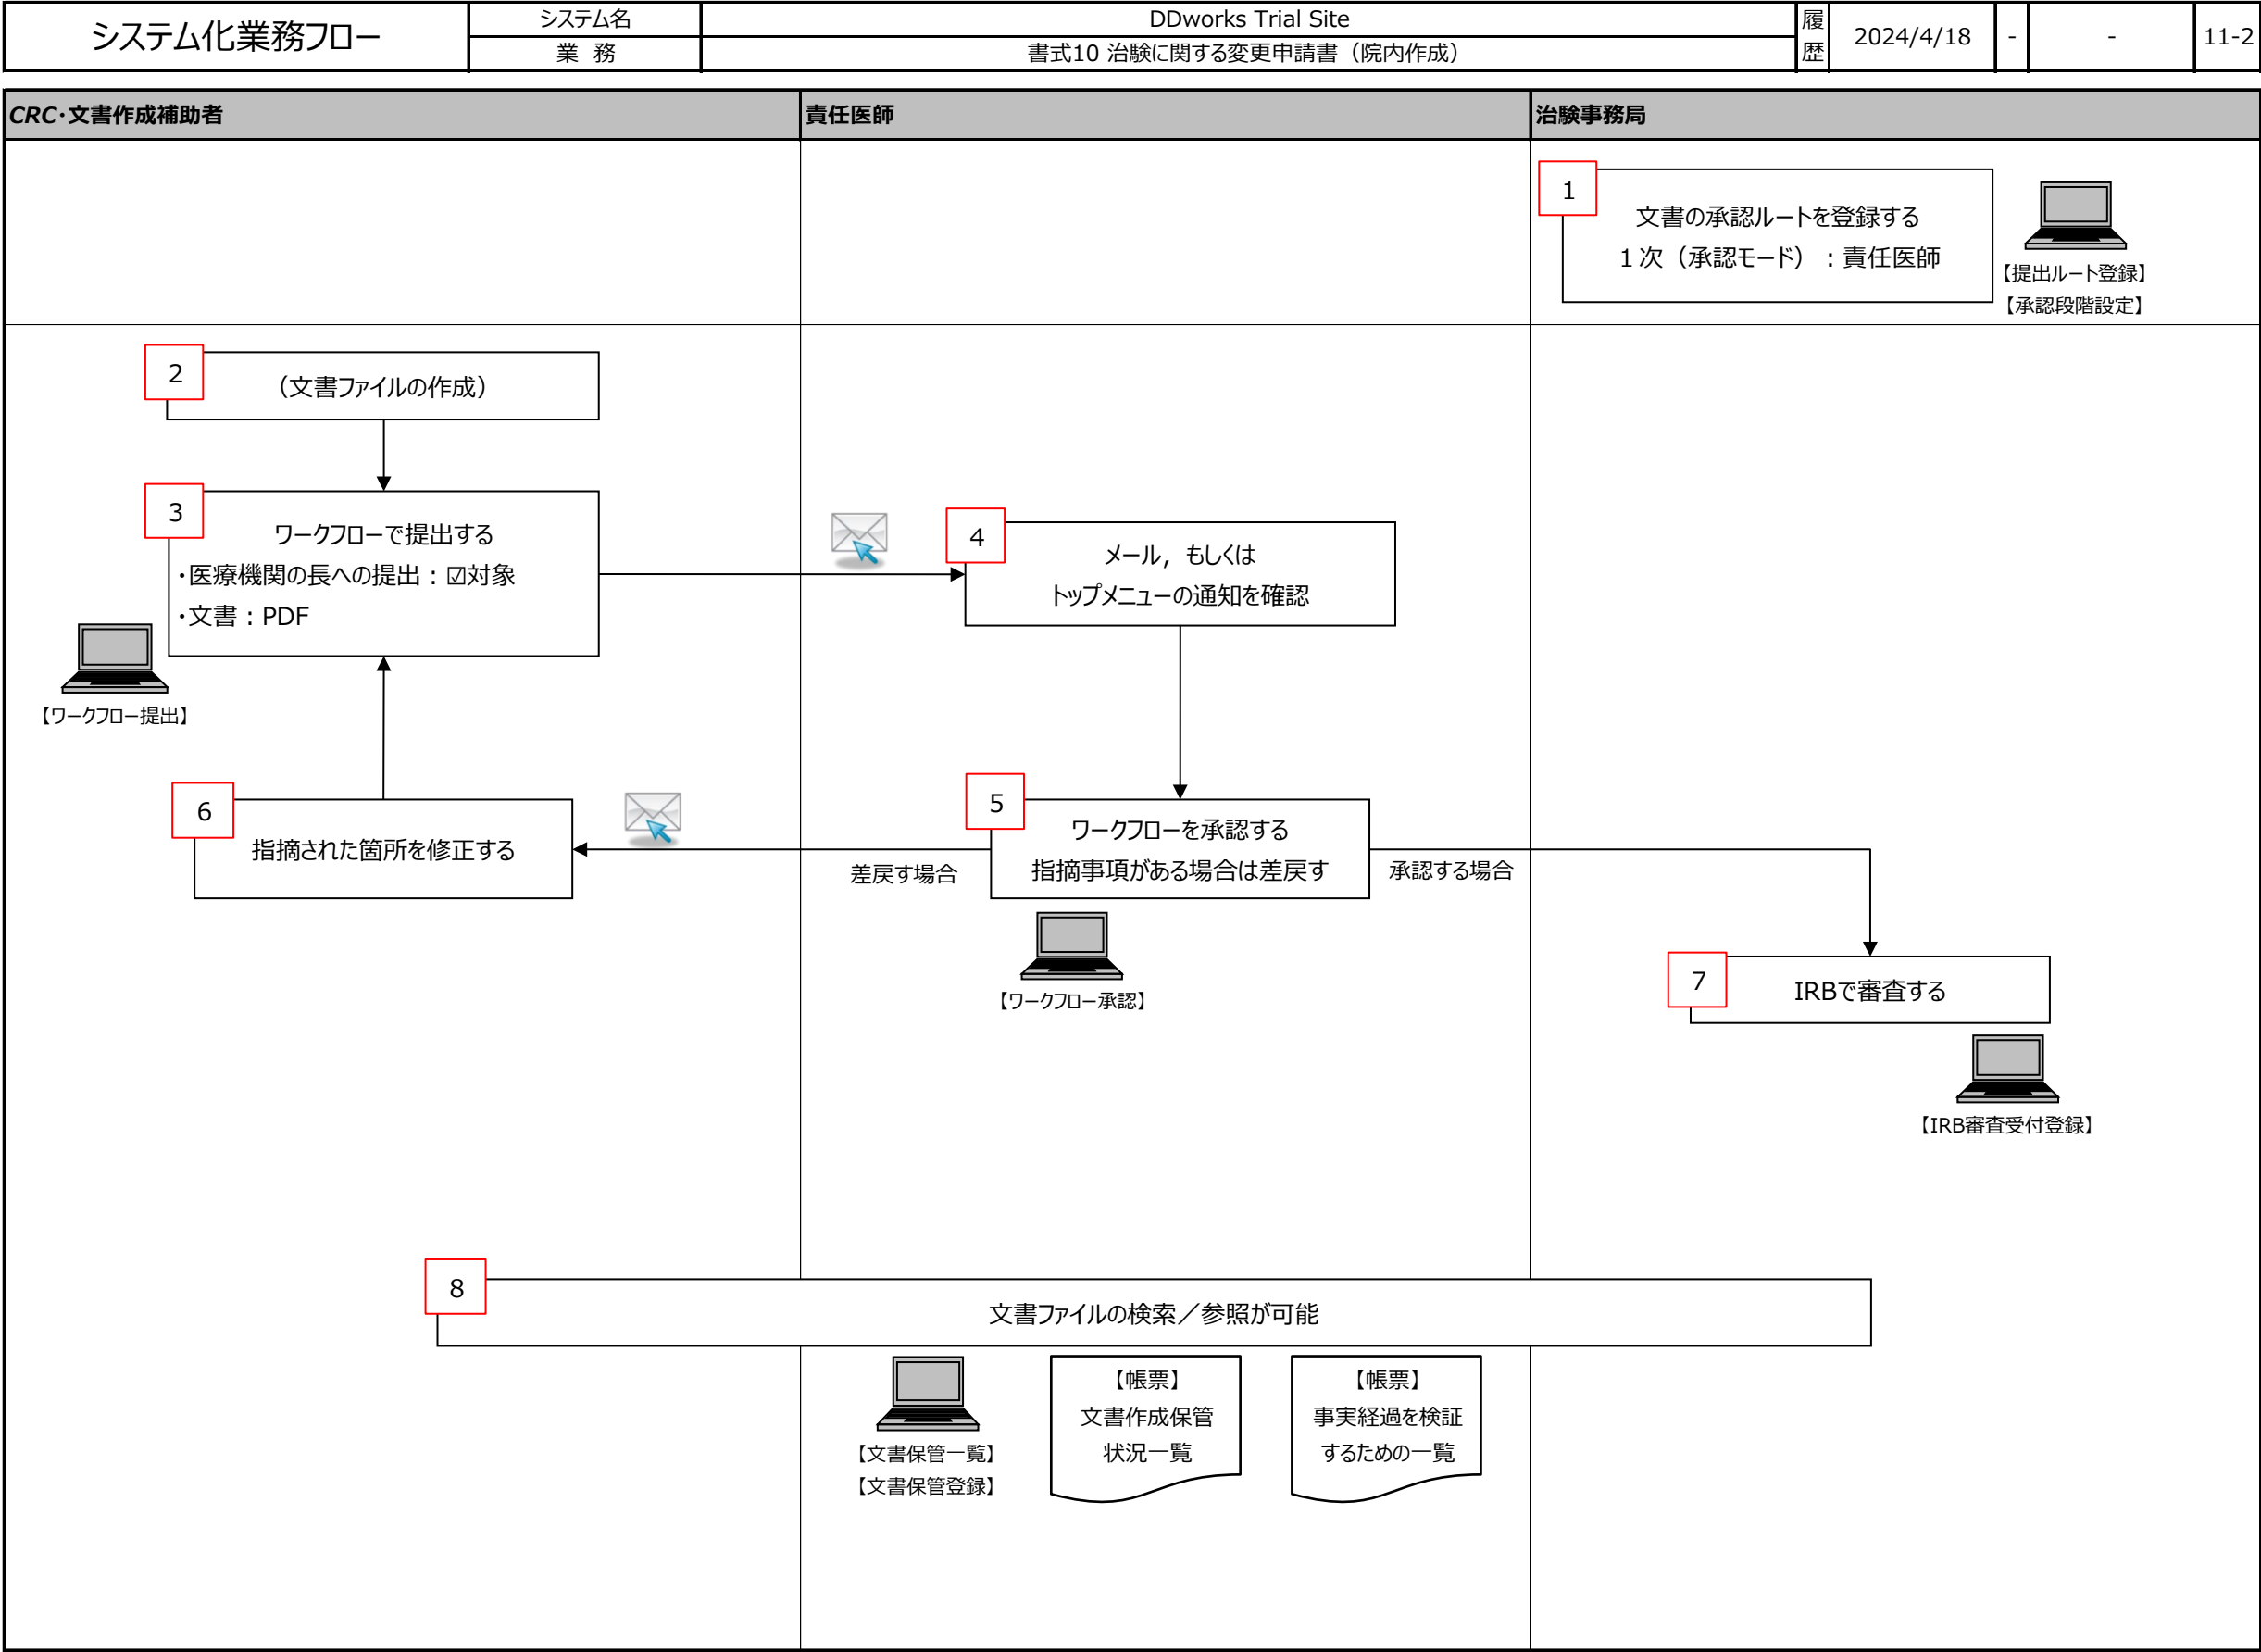 システム化業務フロー
システム名
DDworks Trial Site
業 務
書式10 治験に関する変更申請書（院内作成）
履歴
2024/4/18
-
-
11-2
CRC・文書作成補助者
責任医師
治験事務局
1
文書の承認ルートを登録する
１次（承認モード）：責任医師
【提出ルート登録】
【承認段階設定】
2
（文書ファイルの作成）
3
ワークフローで提出する
・医療機関の長への提出：☑対象
・文書：PDF
【ワークフロー提出】
4
メール，もしくは
トップメニューの通知を確認
5
ワークフローを承認する
指摘事項がある場合は差戻す
差戻す場合
承認する場合
【ワークフロー承認】
6
指摘された箇所を修正する
7
IRBで審査する
【IRB審査受付登録】
8
文書ファイルの検索／参照が可能
【文書保管一覧】
【文書保管登録】
【帳票】
文書作成保管
状況一覧
【帳票】
事実経過を検証
するための一覧